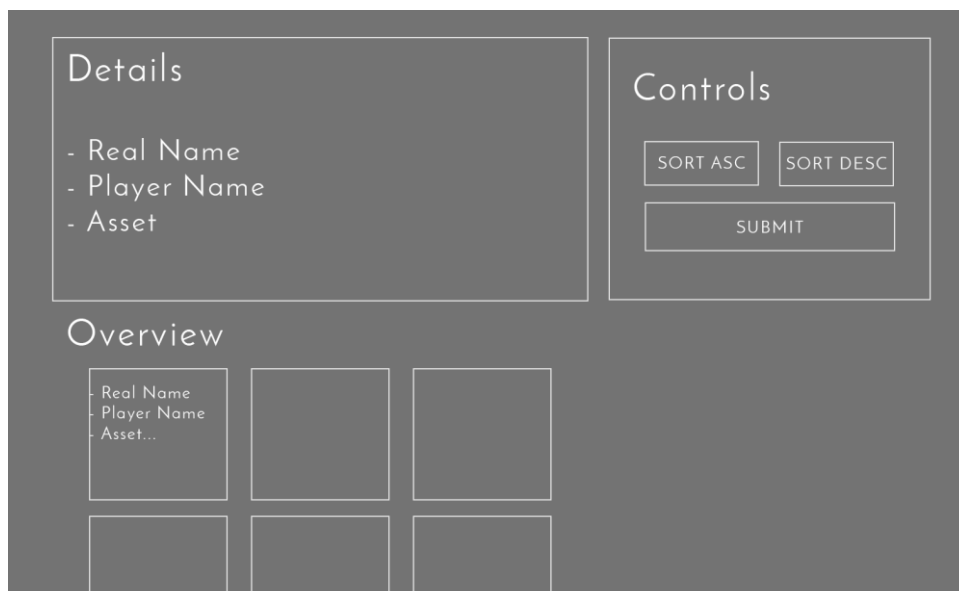 Details
- Real Name
- Player Name
- Asset
Controls
SORT ASC
SORT DESC
SUBMIT
Overview
- Real Name
- Player Name
- Asset...